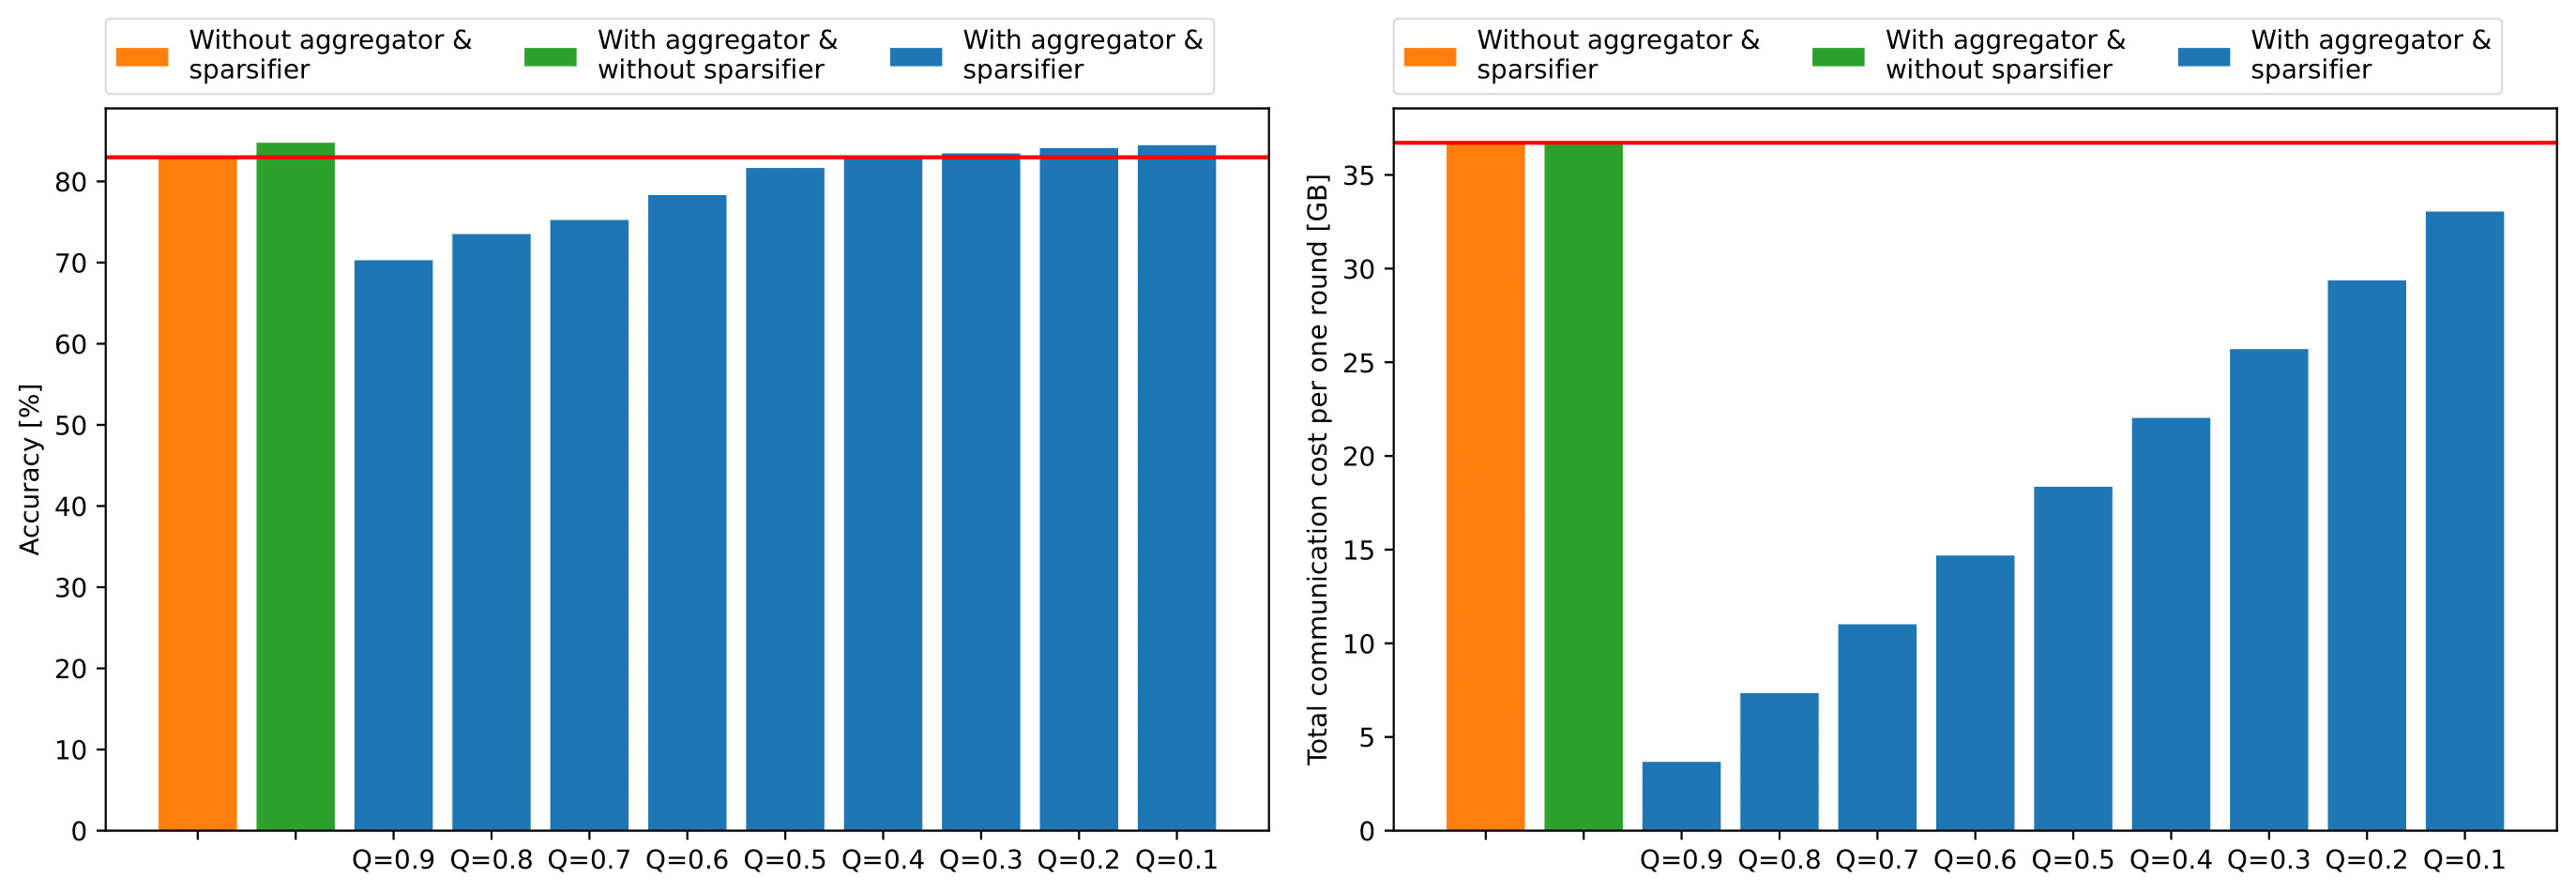 Without aggregator &
sparsifier
With aggregator &
without sparsifier
With aggregator &
sparsifier
Accuracy [%]
80
70
60
50
40
30
20
10
0
Q=0.9 Q=0.8 Q=0.7 Q=0.6 Q=0.5 Q=0.4 Q=0.3 Q=0.2 Q=0.1
Without aggregator &
sparsifier
With aggregator &
without sparsifier
With aggregator &
sparsifier
Total communication cost per one round [GB]
35
30
25
20
15
10
5
0
Q=0.9 Q=0.8 Q=0.7 Q=0.6 Q=0.5 Q=0.4 Q=0.3 Q=0.2 Q=0.1